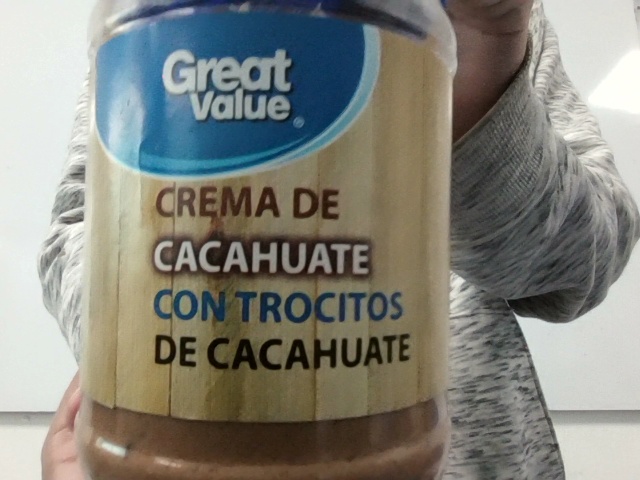 Great
Value
CREMA DE
CACAHUATE
CON TROCITOS
DE CACAHUATE